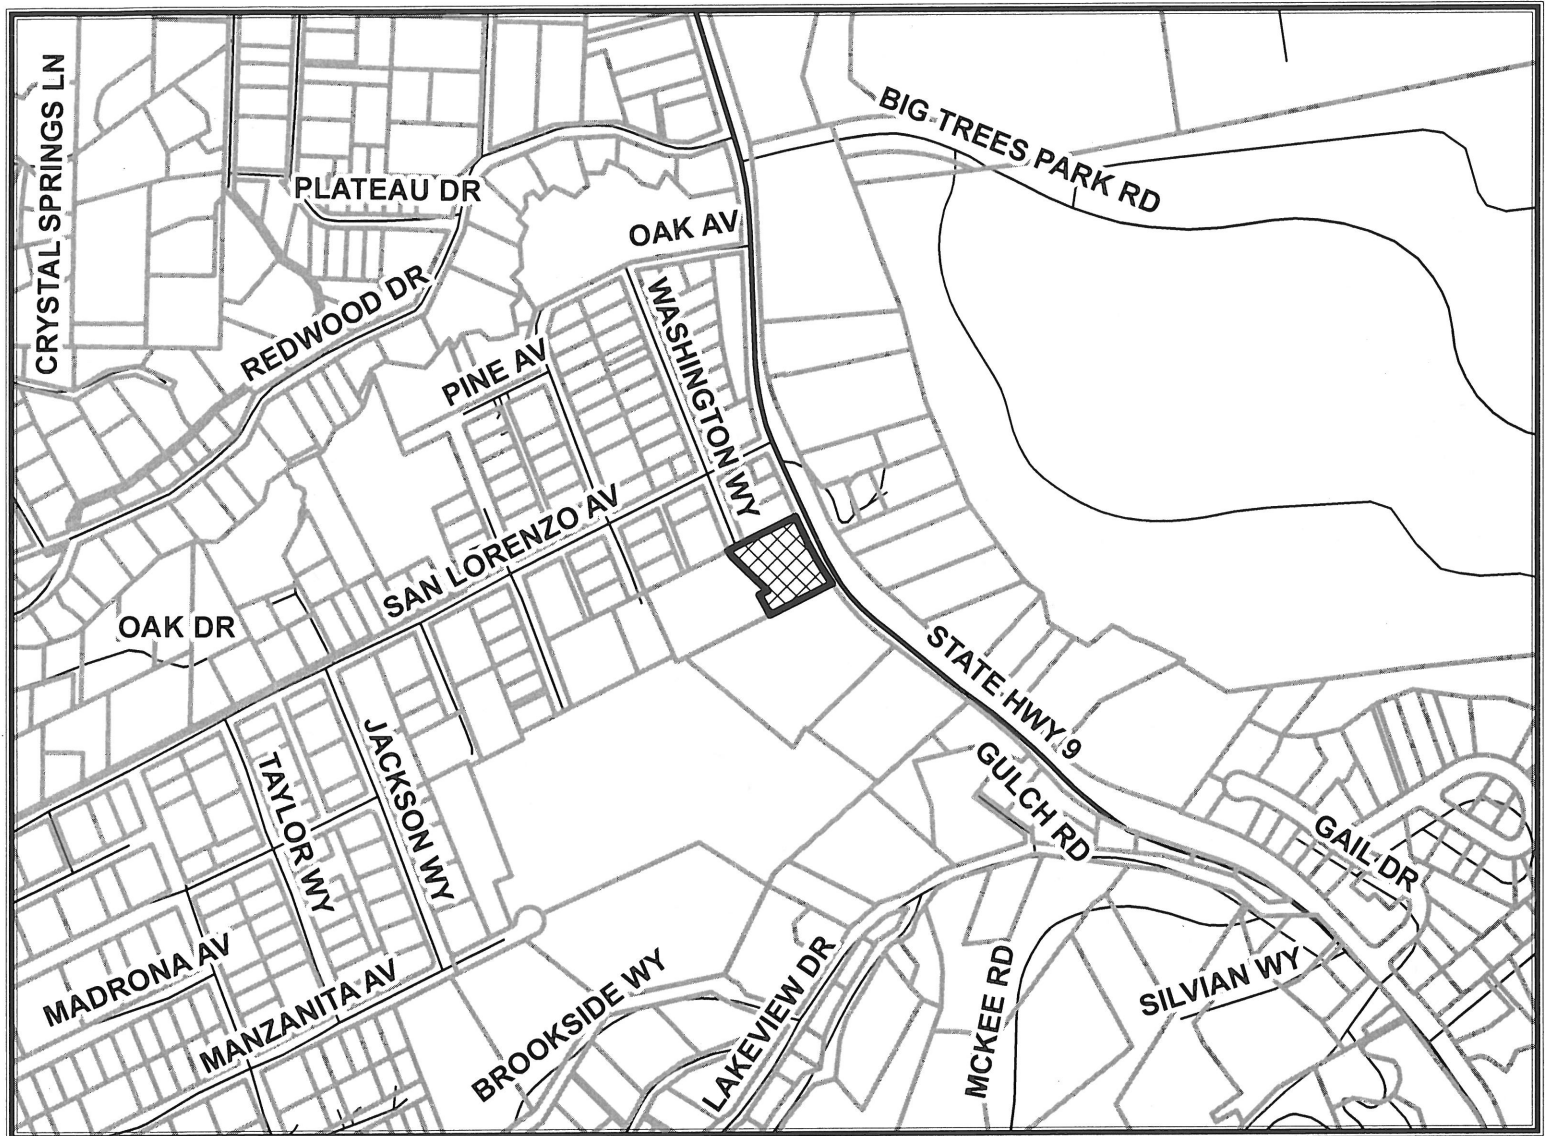 CRYSTAL SPRINGS LN
BIG TREES PARK RD
PLATEAU DR
OAK AV
REDWOOD DR
WASHINGTON WY
PINE AV
SAN LORENZO AV
OAK DR
STATE HWY 9
GULCH RD
JACKSON WY
TAYLOR WY
GAIL DR
MADRONA AV
MANZANITA AV
BROOKSIDE WY
LAKEVIEW DR
MCKEE RD
SILVIAN WY